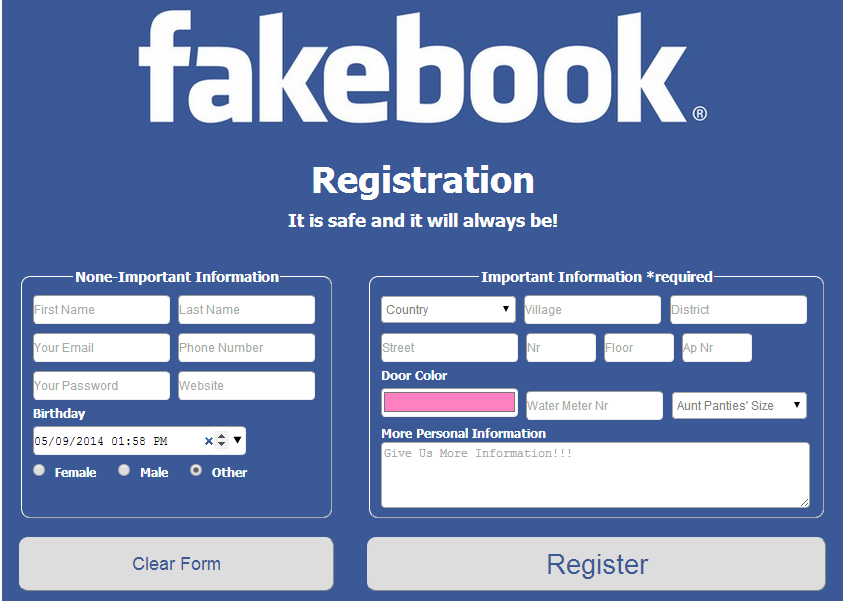 fakebook®
Registration
It is safe and it will always be!
None-Important Information
First Name Last Name
Your Email Phone Number
Your Password Website
Birthday
05/09/2014 01:58 PM
Female Male Other
Clear Form
Important Information *required
Country Village District
Street Nr Floor Ap Nr
Door Color
Water Meter Nr Aunt Panties' Size
More Personal Information
Give Us More Information!!!
Register